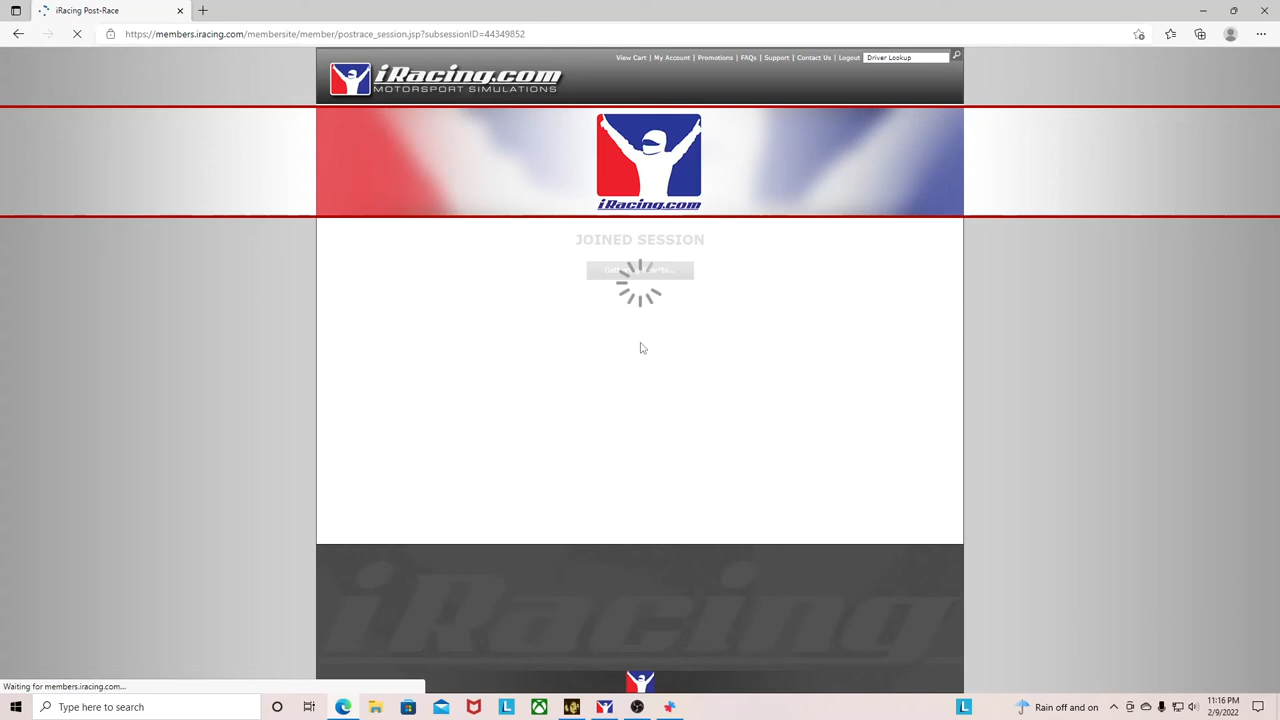 iRacing Post-Race
https://members.iracing.com/membersite/member/postrace_session.jsp?subsessionID=44349852
View Cart | My Account | Promotions | FAQs | Support | Contact Us | Logout
Driver Lookup
iRacing.com
MOTORSPORT SIMULATIONS
iRacing.com
JOINED SESSION
iRacing
Waiting for members.iracing.com...
Type here to search
Rain off and on
11:16 PM
2/9/2022